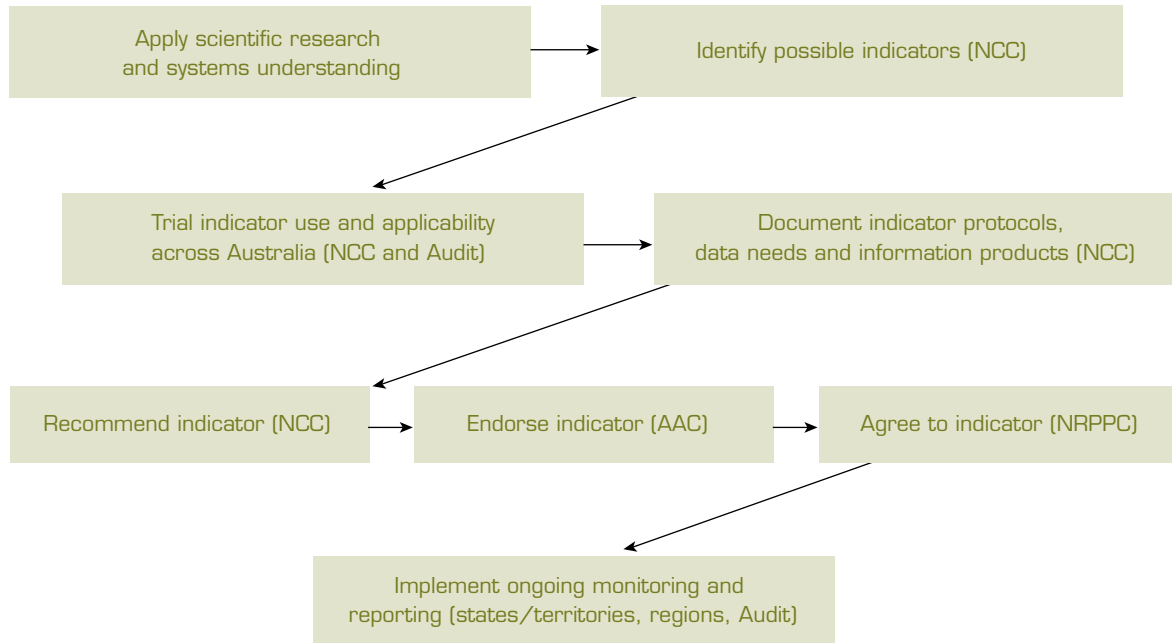 Apply scientific research
and systems understanding
Identify possible indicators (NCC)
Trial indicator use and applicability
across Australia (NCC and Audit)
Document indicator protocols,
data needs and information products (NCC)
Recommend indicator (NCC)
Endorse indicator (AAC)
Agree to indicator (NRPPC)
Implement ongoing monitoring and
reporting (states/territories, regions, Audit)